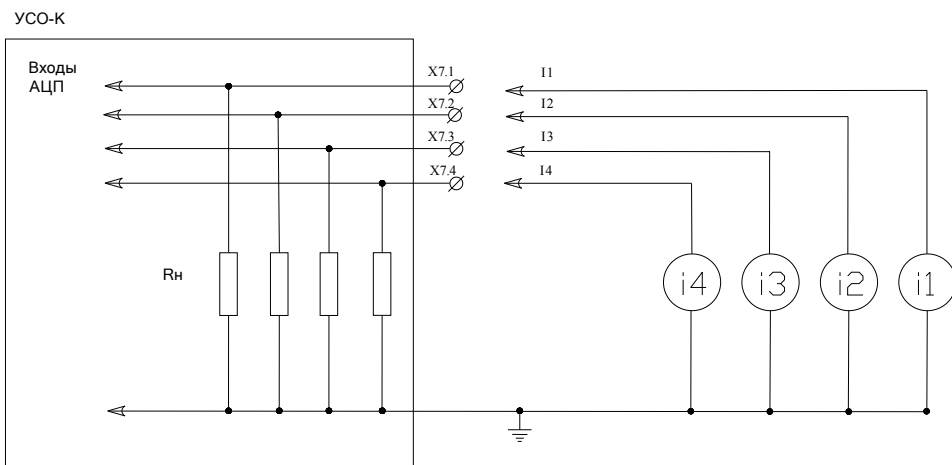 УСО-К
Входы
АЦП
X7.1
X7.2
X7.3
X7.4
I1
I2
I3
I4
Rн
i4
i3
i2
i1